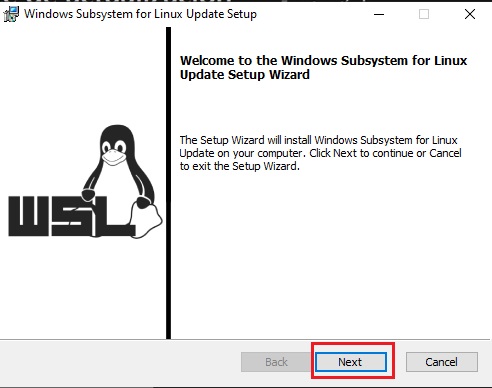 Windows Subsystem for Linux Update Setup
Welcome to the Windows Subsystem for Linux
Update Setup Wizard
The Setup Wizard will install Windows Subsystem for Linux
Update on your computer. Click Next to continue or Cancel
to exit the Setup Wizard.
WSL
Back
Next
Cancel